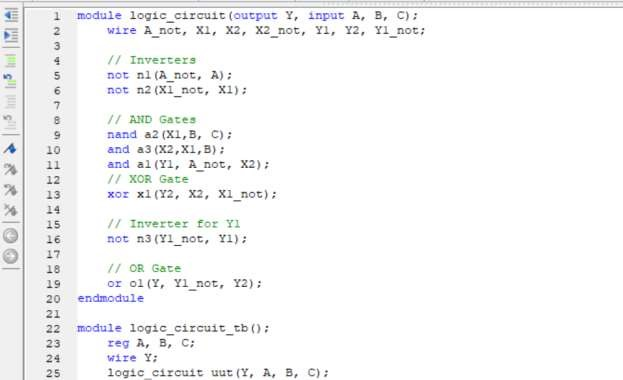 1 module logic_circuit(output Y, input A, B, C);
2 wire A_not, X1, X2, X2_not, Y1, Y2, Y1_not;
3
4 // Inverters
5 not n1(A_not, A);
6 not n2(X1_not, X1);
7
8 // AND Gates
9 nand a2(X1,B, C);
10 and a3(X2,X1,B);
11 and a1(Y1, A_not, X2);
12 // XOR Gate
13 xor x1(Y2, X2, X1_not);
14
15 // Inverter for Y1
16 not n3(Y1_not, Y1);
17
18 // OR Gate
19 or o1(Y, Y1_not, Y2);
20 endmodule
21
22 module logic_circuit_tb();
23 reg A, B, C;
24 wire Y;
25 logic_circuit uut(Y, A, B, C);